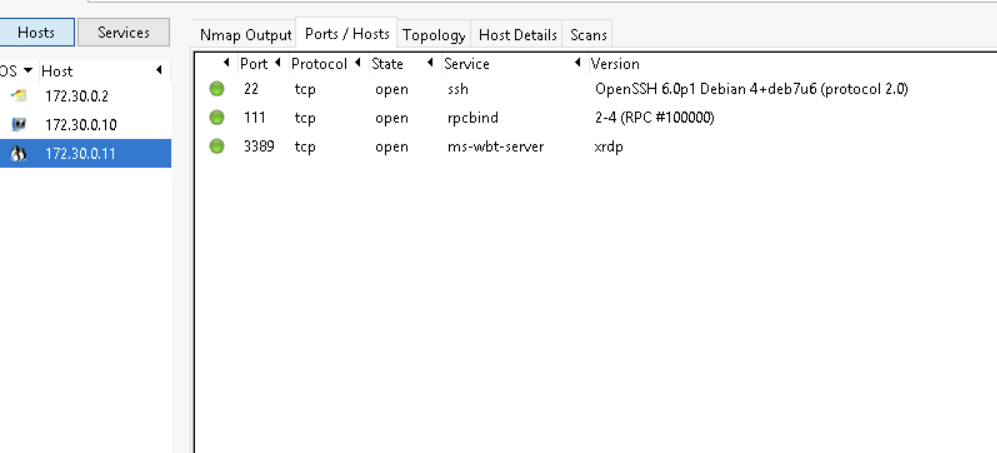 Hosts Services
Nmap Output Ports / Hosts Topology Host Details Scans
OS Host
172.30.0.2
172.30.0.10
172.30.0.11
Port Protocol State Service Version
22 tcp open ssh OpenSSH 6.0p1 Debian 4+deb7u6 (protocol 2.0)
111 tcp open rpcbind 2-4 (RPC #100000)
3389 tcp open ms-wbt-server xrdp